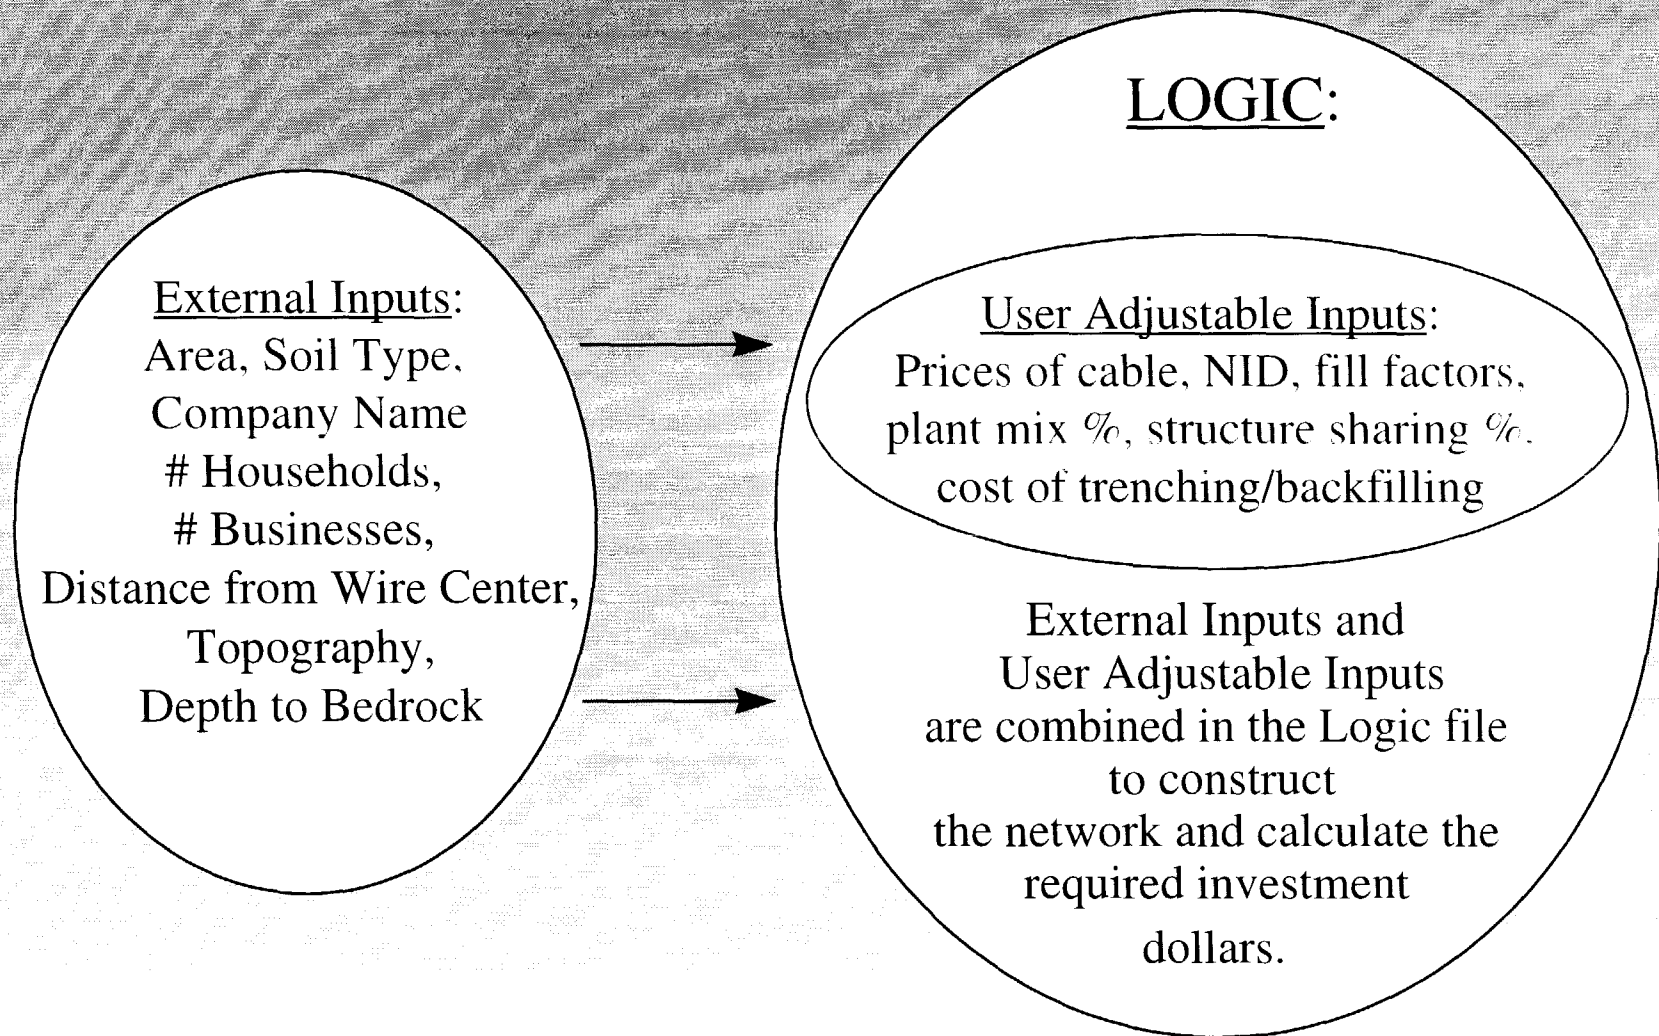 External Inputs:
Area, Soil Type,
Company Name
# Households,
# Businesses,
Distance from Wire Center,
Topography,
Depth to Bedrock
LOGIC:
User Adjustable Inputs:
Prices of cable, NID, fill factors,
plant mix %, structure sharing %,
cost of trenching/backfilling
External Inputs and
User Adjustable Inputs
are combined in the Logic file
to construct
the network and calculate the
required investment
dollars.